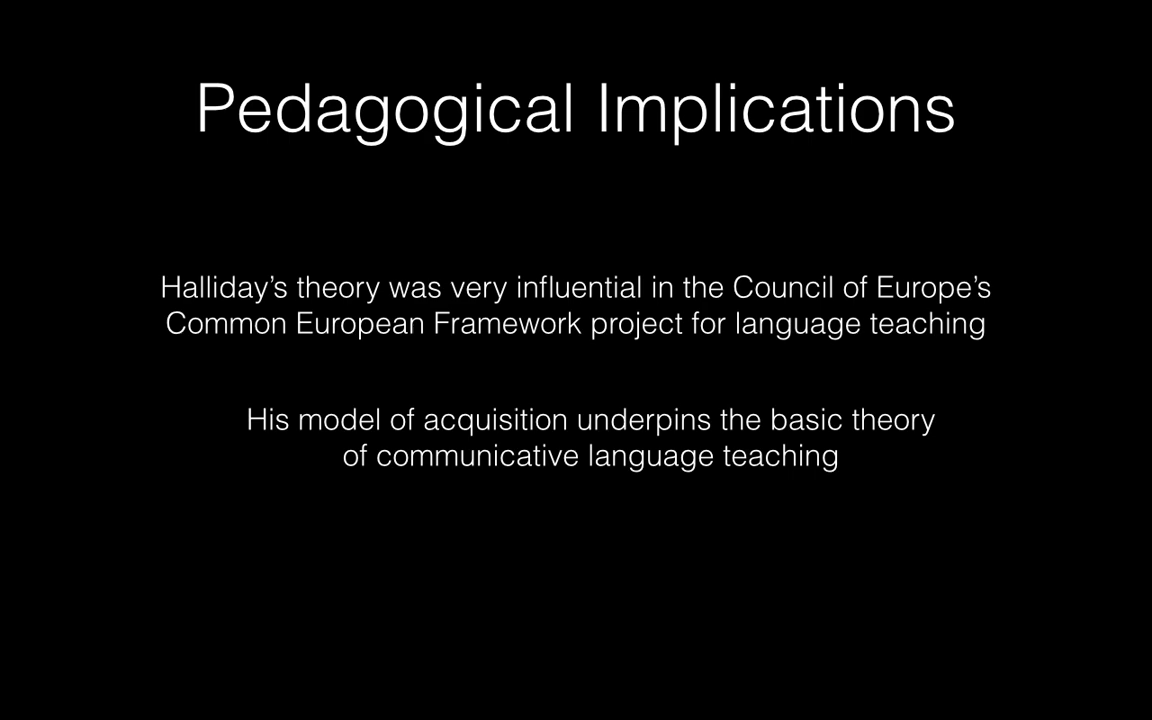 Pedagogical Implications
Halliday’s theory was very influential in the Council of Europe’s
Common European Framework project for language teaching
His model of acquisition underpins the basic theory
of communicative language teaching